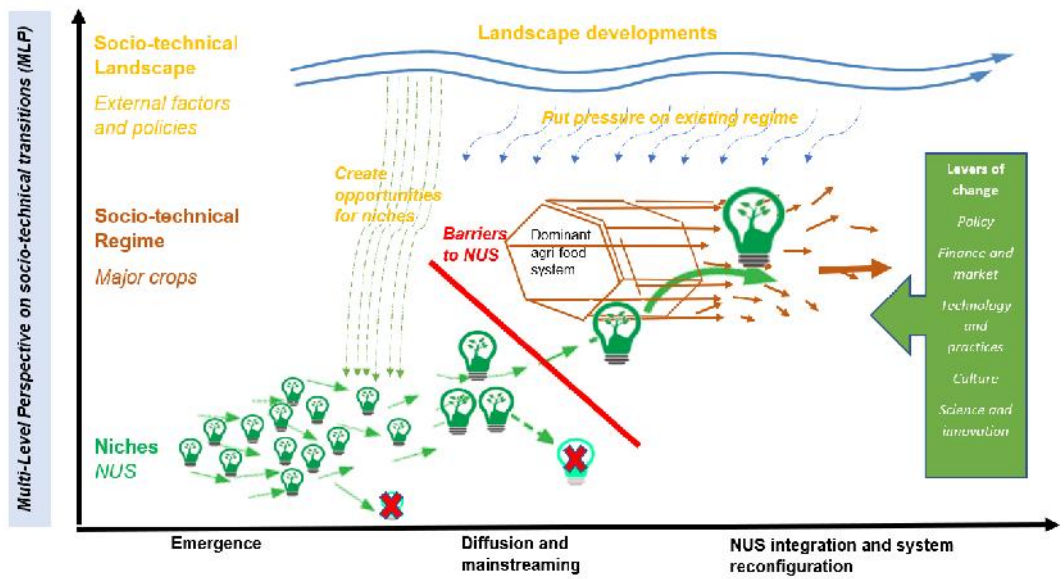 Multi-Level Perspective on socio-technical transitions (MLP)
Socio-technical
Landscape
External factors
and policies
Landscape developments
Put pressure on existing regime
Create
opportunities
for niches
Socio-technical
Regime
Major crops
Barriers
to NUS
Dominant
agri food
system
Levers of
change
Policy
Finance and
market
Technology
and
practices
Culture
Science and
innovation
Niches
NUS
Emergence
Diffusion and
mainstreaming
NUS integration and system
reconfiguration